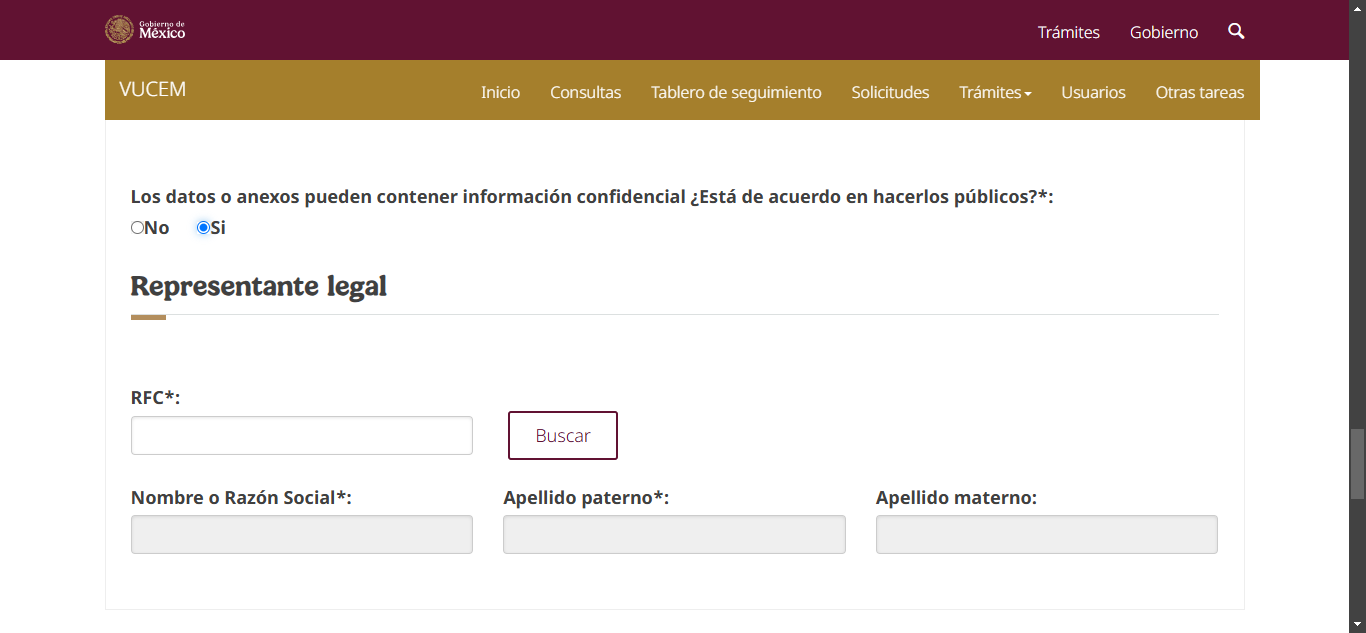 Gobierno de
México
Trámites Gobierno
VUCEM
Inicio Consultas Tablero de seguimiento Solicitudes Trámites Usuarios Otras tareas
Los datos o anexos pueden contener información confidencial ¿Está de acuerdo en hacerlos públicos?*:
No Si
Representante legal
RFC*:
Buscar
Nombre o Razón Social*: Apellido paterno*: Apellido materno: